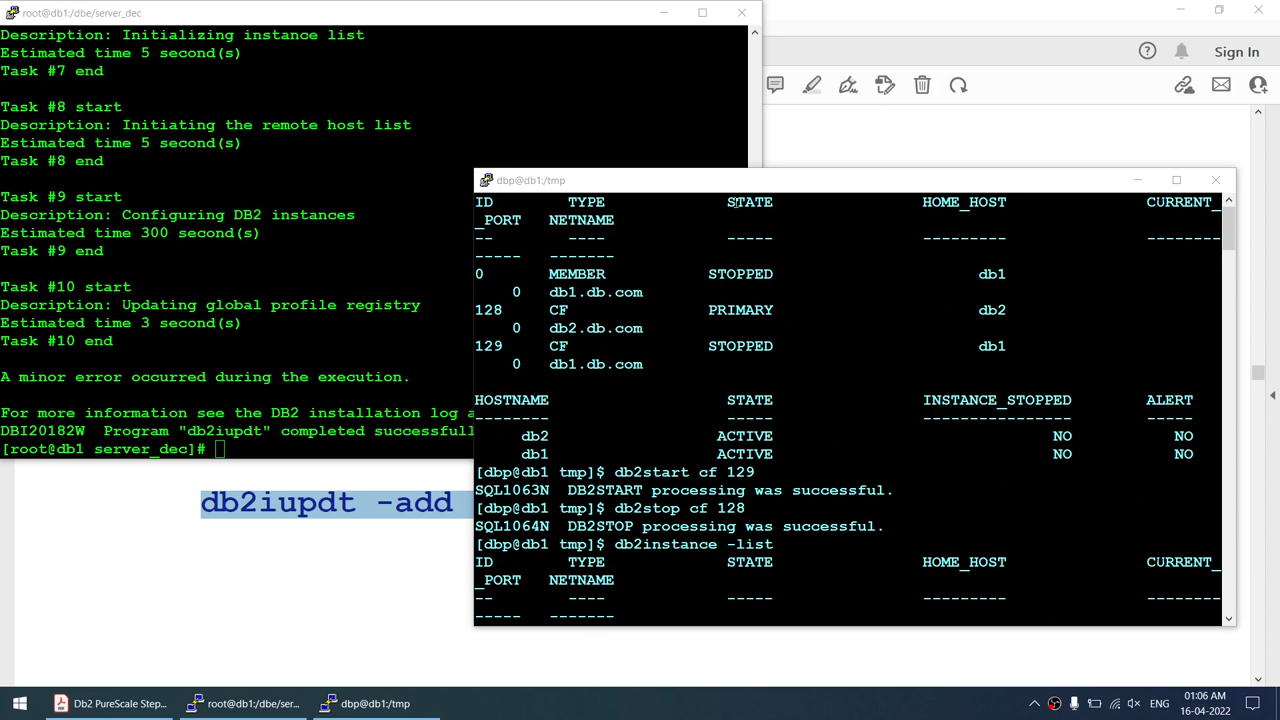 root@db1:/dbe/server_dec
Description: Initializing instance list
Estimated time 5 second(s)
Task #7 end
Task #8 start
Description: Initiating the remote host list
Estimated time 5 second(s)
Task #8 end
Task #9 start
Description: Configuring DB2 instances
Estimated time 300 second(s)
Task #9 end
Task #10 start
Description: Updating global profile registry
Estimated time 3 second(s)
Task #10 end
A minor error occurred during the execution.
For more information see the DB2 installation log a
DBI20182W  Program "db2iupdt" completed successfull
[root@db1 server_dec]#
Sign In
dbp@db1:/tmp
ID TYPE STATE HOME_HOST CURRENT_
_PORT NETNAME
-- ---- ----- --------- --------
----- -------
0 MEMBER STOPPED db1
0 db1.db.com
128 CF PRIMARY db2
0 db2.db.com
129 CF STOPPED db1
0 db1.db.com
HOSTNAME STATE INSTANCE_STOPPED ALERT
-------- ----- ---------------- -----
db2 ACTIVE NO NO
db1 ACTIVE NO NO
[dbp@db1 tmp]$ db2start cf 129
SQL1063N  DB2START processing was successful.
[dbp@db1 tmp]$ db2stop cf 128
SQL1064N  DB2STOP processing was successful.
[dbp@db1 tmp]$ db2instance -list
ID TYPE STATE HOME_HOST CURRENT_
_PORT NETNAME
-- ---- ----- --------- --------
----- -------
db2iupdt -add
Db2 PureScale Step...
root@db1:/dbe/ser...
dbp@db1:/tmp
ENG
01:06 AM
16-04-2022